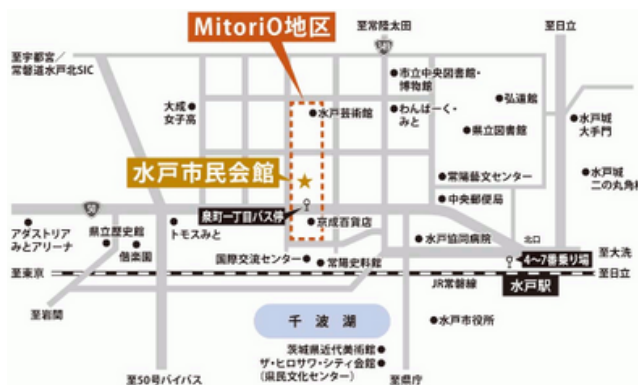 MitoriO地区
至常陸太田
至日立
349
至宇都宮／
常磐道水戸北SIC
市立中央図書館・
博物館
大成
女子高
水戸芸術館
わんぱーく・
みと
弘道館
県立図書館
水戸城
大手門
水戸市民会館
常陽藝文センター
水戸城
二の丸角櫓
中央郵便局
50
泉町一丁目バス停
アダストリア
みとアリーナ
県立歴史館
偕楽園
トモスみと
京成百貨店
水戸協同病院
北口
至大洗
国際交流センター
常陽史料館
4〜7番乗り場
至東京
JR常磐線
水戸駅
至日立
至岩間
千波湖
水戸市役所
茨城県近代美術館
ザ・ヒロサワ・シティ会館
(県民文化センター)
至50号バイパス
至県庁